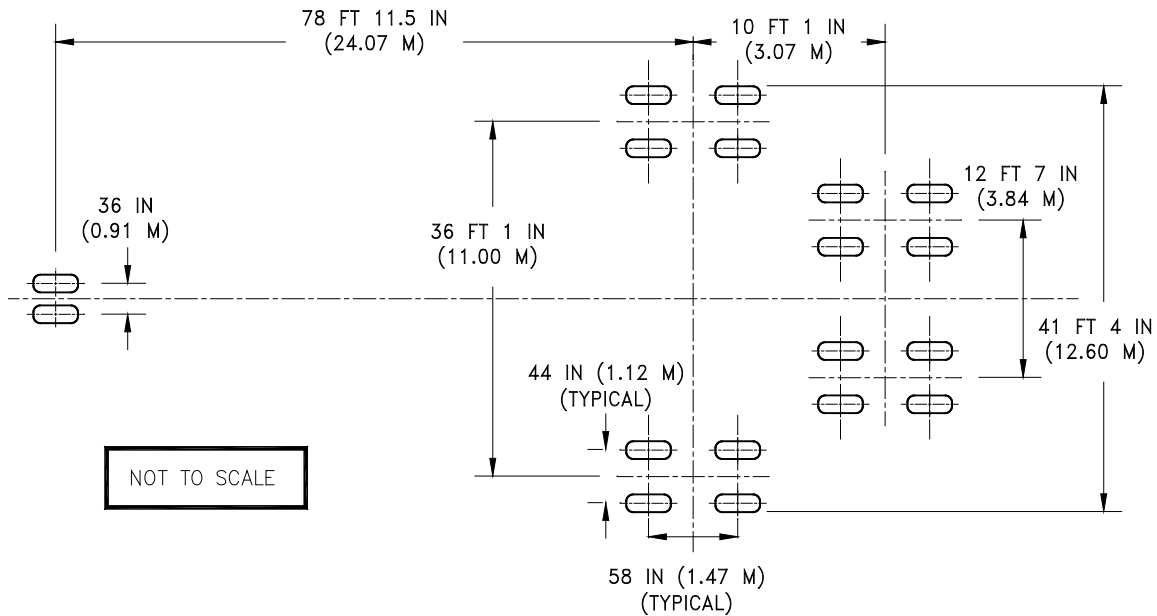 78 FT 11.5 IN
(24.07 M)
10 FT 1 IN
(3.07 M)
12 FT 7 IN
(3.84 M)
36 IN
(0.91 M)
36 FT 1 IN
(11.00 M)
41 FT 4 IN
(12.60 M)
44 IN (1.12 M)
(TYPICAL)
NOT TO SCALE
58 IN (1.47 M)
(TYPICAL)